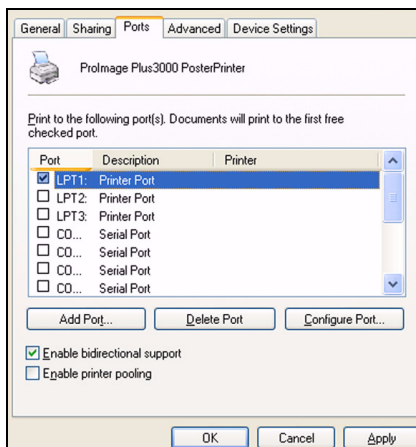 General Sharing Ports Advanced Device Settings
ProImage Plus3000 PosterPrinter
Print to the following port(s). Documents will print to the first free
checked port.
Port Description Printer
LPT1: Printer Port
LPT2: Printer Port
LPT3: Printer Port
CO... Serial Port
CO... Serial Port
CO... Serial Port
CO... Serial Port
Add Port... Delete Port Configure Port...
Enable bidirectional support
Enable printer pooling
OK Cancel Apply